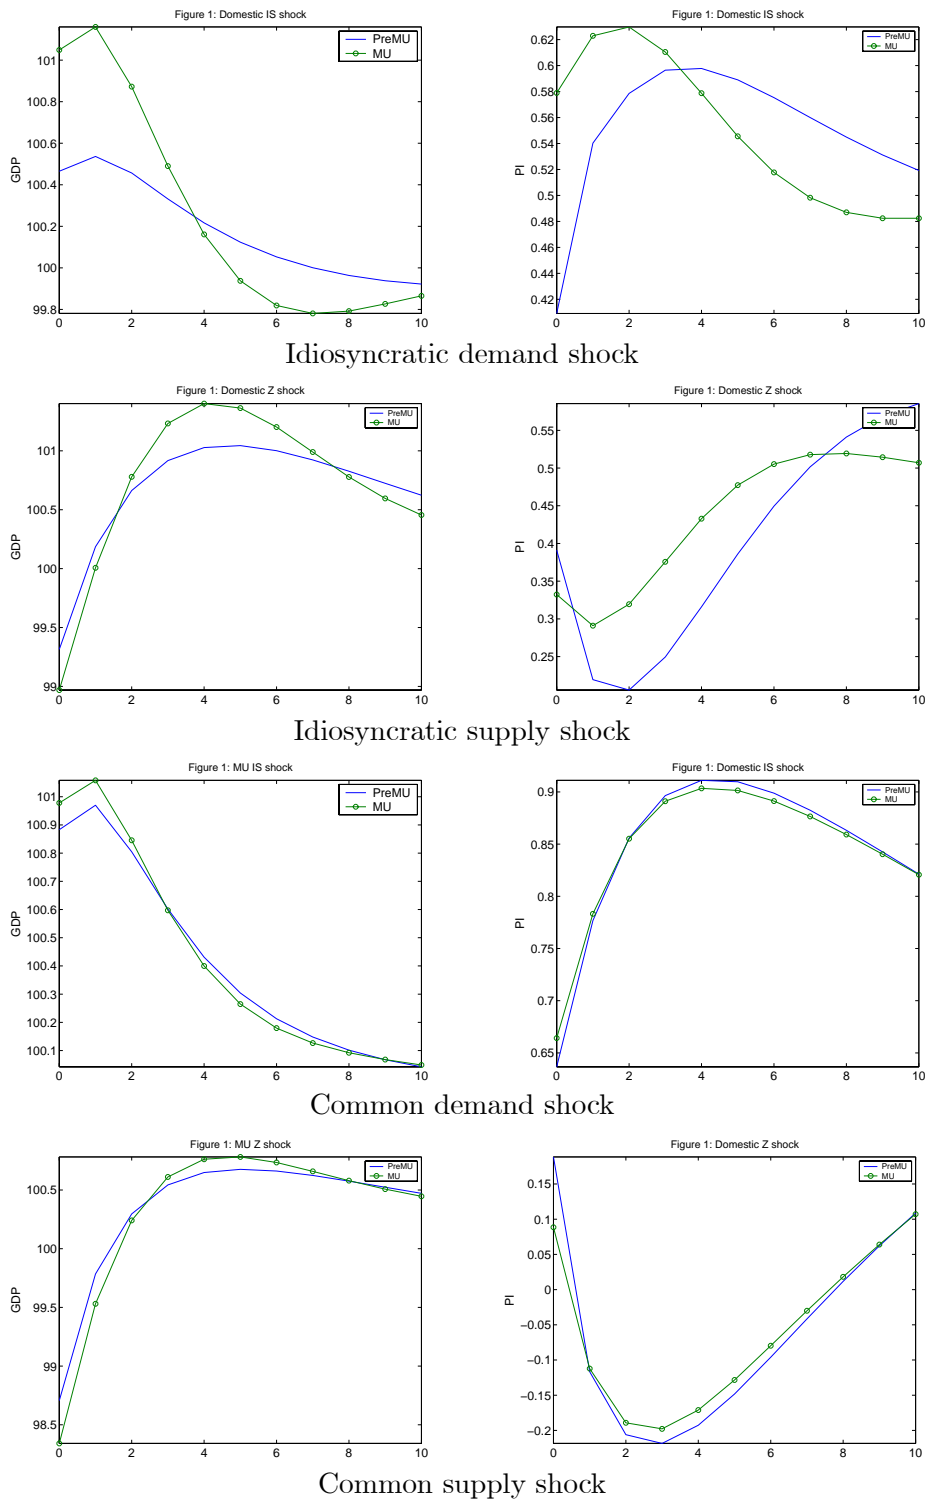 Figure 1: Domestic IS shock
PreMU
MU
GDP
101
100.8
100.6
100.4
100.2
100
99.8
0 2 4 6 8 10
Figure 1: Domestic IS shock
PreMU
MU
PI
0.62
0.6
0.58
0.56
0.54
0.52
0.5
0.48
0.46
0.44
0.42
0 2 4 6 8 10
Idiosyncratic demand shock
Figure 1: Domestic Z shock
PreMU
MU
GDP
101
100.5
100
99.5
99
0 2 4 6 8 10
Figure 1: Domestic Z shock
PreMU
MU
PI
0.55
0.5
0.45
0.4
0.35
0.3
0.25
0 2 4 6 8 10
Idiosyncratic supply shock
Figure 1: MU IS shock
PreMU
MU
GDP
101
100.9
100.8
100.7
100.6
100.5
100.4
100.3
100.2
100.1
0 2 4 6 8 10
Figure 1: Domestic IS shock
PreMU
MU
PI
0.9
0.85
0.8
0.75
0.7
0.65
0 2 4 6 8 10
Common demand shock
Figure 1: MU Z shock
PreMU
MU
GDP
100.5
100
99.5
99
98.5
0 2 4 6 8 10
Figure 1: Domestic Z shock
PreMU
MU
PI
0.15
0.1
0.05
0
−0.05
−0.1
−0.15
−0.2
0 2 4 6 8 10
Common supply shock